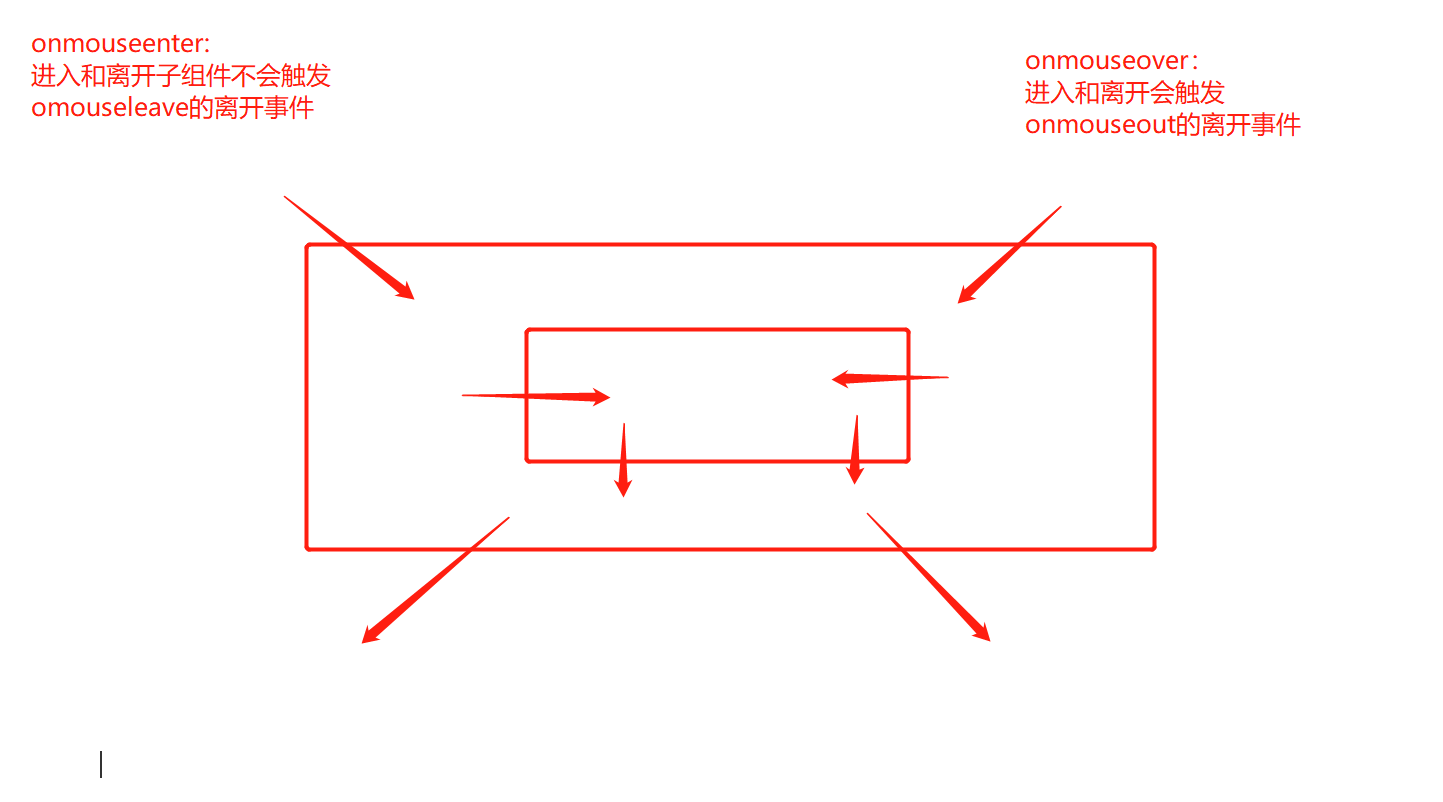 onmouseenter:
进入和离开子组件不会触发
omouseleave的离开事件
onmouseover：
进入和离开会触发
onmouseout的离开事件